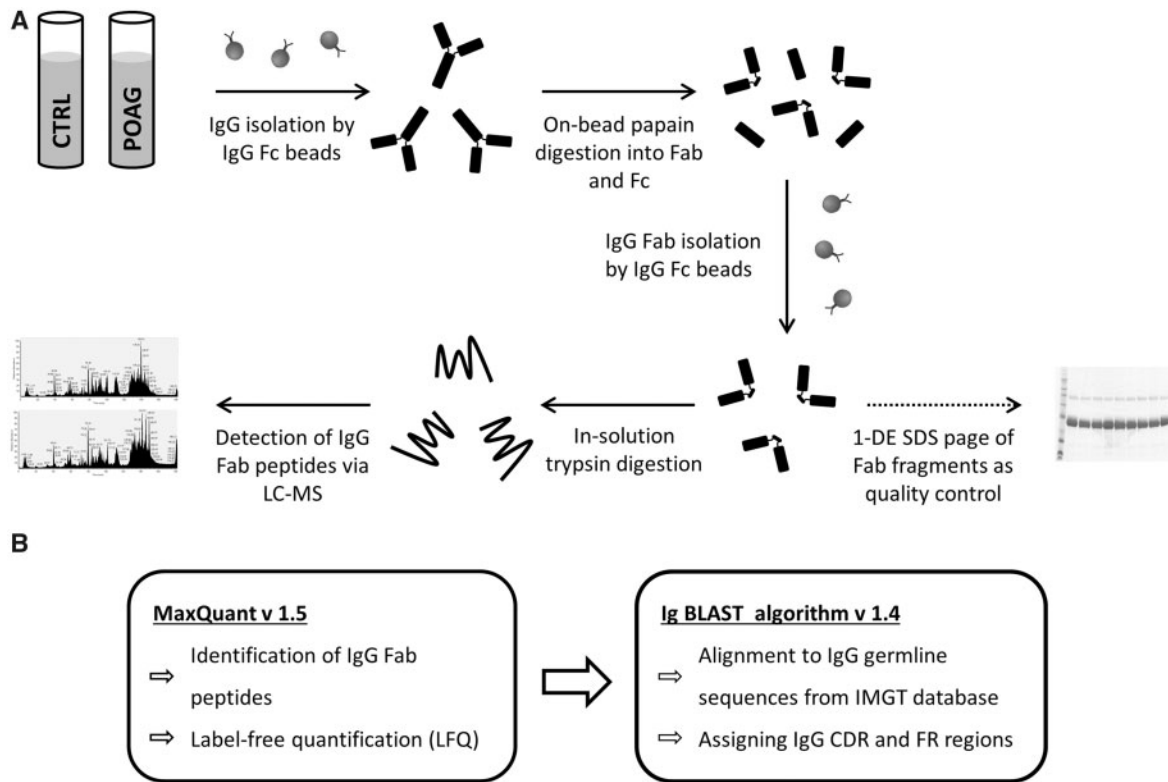 A
CTRL
POAG
IgG isolation by
IgG Fc beads
On-bead papain
digestion into Fab
and Fc
IgG Fab isolation
by IgG Fc beads
Detection of IgG
Fab peptides via
LC-MS
In-solution
trypsin digestion
1-DE SDS page of
Fab fragments as
quality control
B
MaxQuant v 1.5
⇨ Identification of IgG Fab
peptides
⇨ Label-free quantification (LFQ)
Ig BLAST algorithm v 1.4
⇨ Alignment to IgG germline
sequences from IMGT database
⇨ Assigning IgG CDR and FR regions